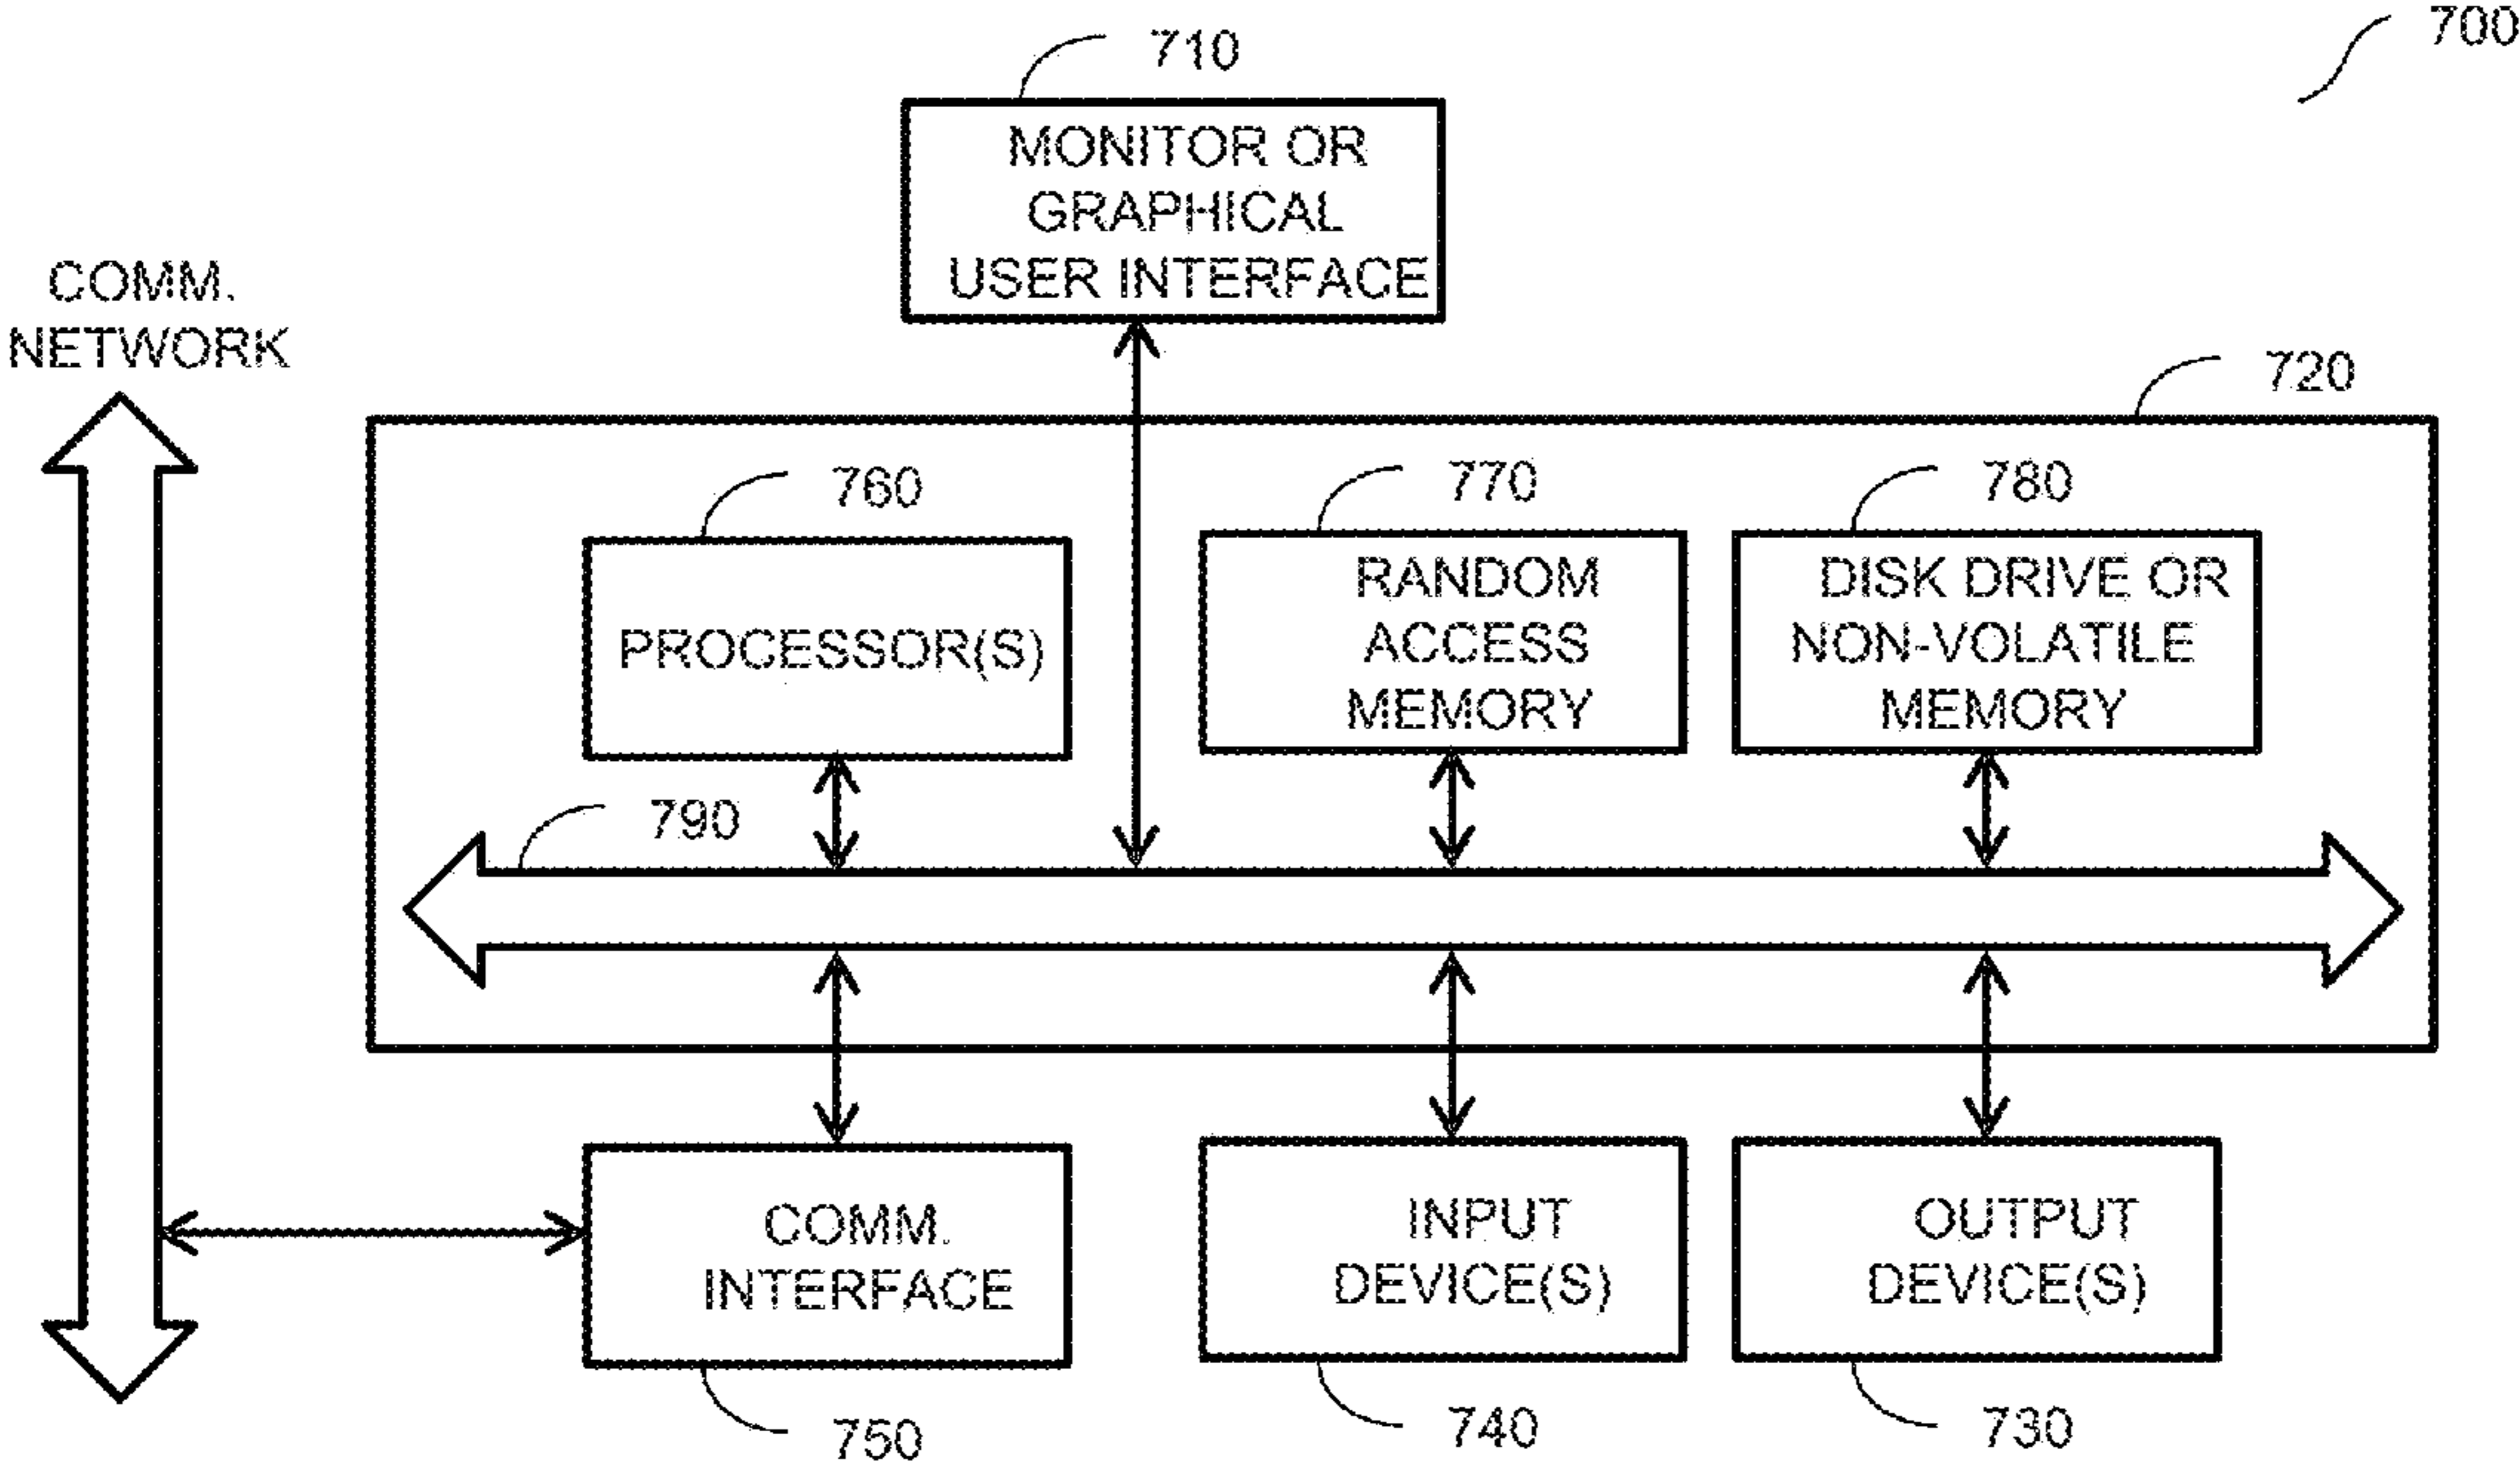 700
710
MONITOR OR
GRAPHICAL
USER INTERFACE
COMM.
NETWORK
720
760
770
780
PROCESSOR(S)
RANDOM
ACCESS
MEMORY
DISK DRIVE OR
NON-VOLATILE
MEMORY
790
COMM.
INTERFACE
INPUT
DEVICE(S)
OUTPUT
DEVICE(S)
750
740
730